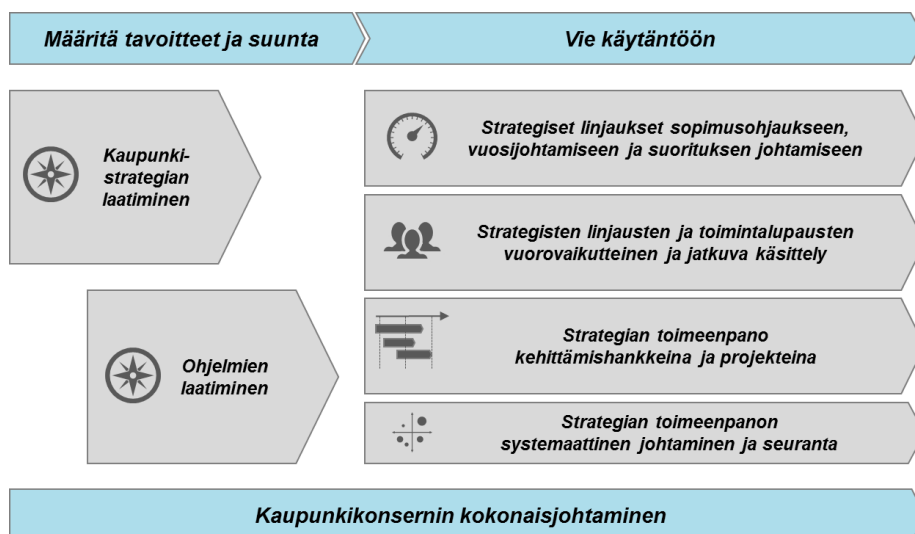 Määritä tavoitteet ja suunta
Vie käytäntöön
Kaupunki-
strategian
laatiminen
Ohjelmien
laatiminen
Strategiset linjaukset sopimusohjaukseen,
vuosijohtamiseen ja suorituksen johtamiseen
Strategisten linjausten ja toimintalupausten
vuorovaikutteinen ja jatkuva käsittely
Strategian toimeenpano
kehittämishankkeina ja projekteina
Strategian toimeenpanon
systemaattinen johtaminen ja seuranta
Kaupunkikonsernin kokonaisjohtaminen